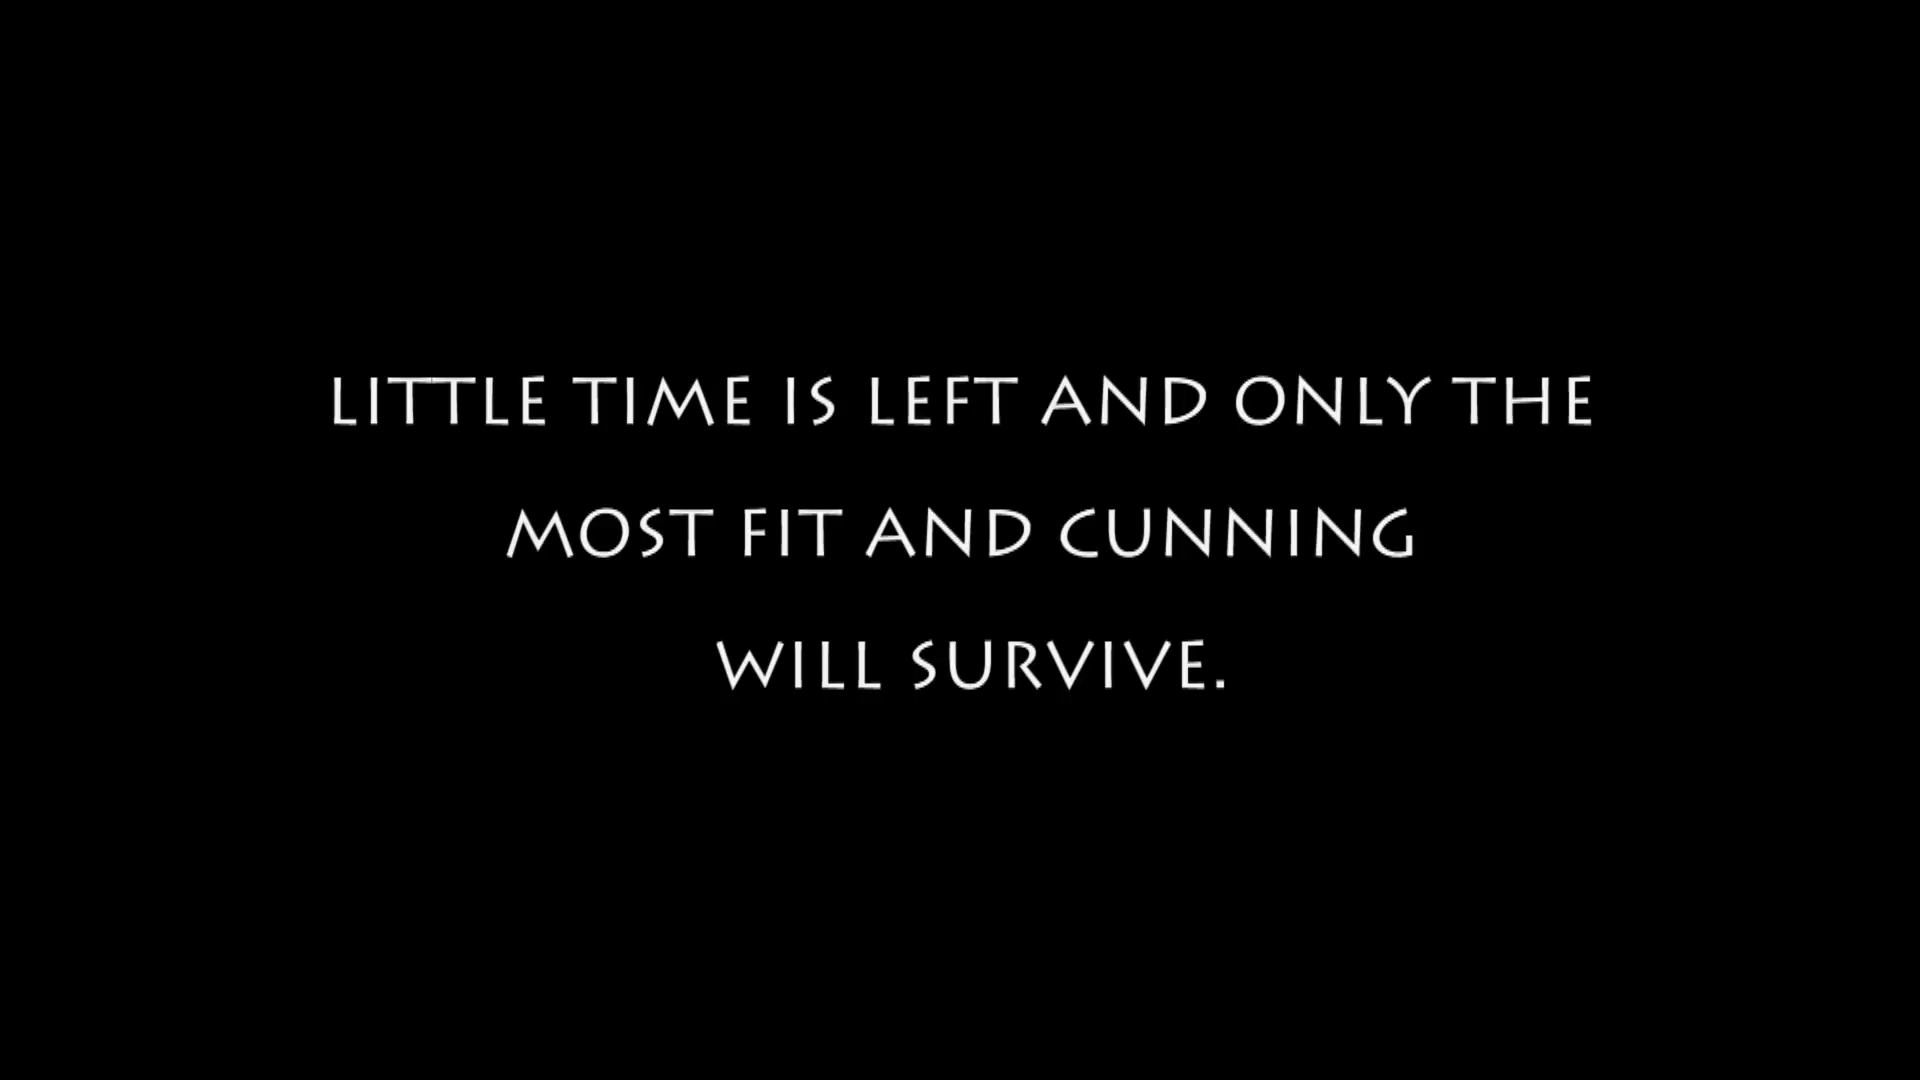 LITTLE TIME IS LEFT AND ONLY THE
MOST FIT AND CUNNING
WILL SURVIVE.